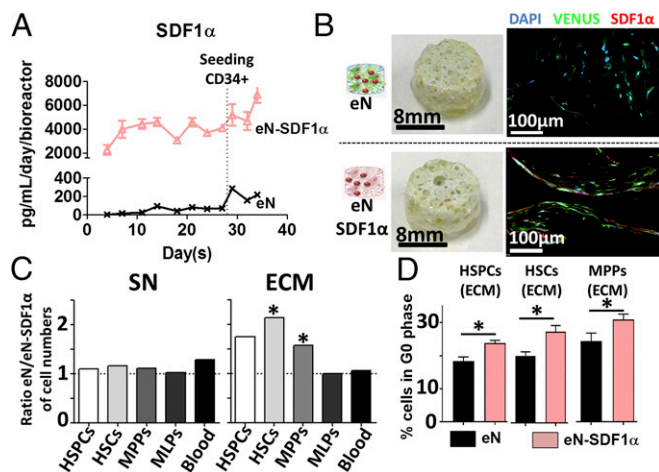 A
SDF1α
Seeding
CD34+
pg/mL/day/bioreactor
8000
6000
4000
2000
400
200
0
eN-SDF1α
eN
0
10
20
30
40
Day(s)
B
DAPI VENUS SDF1α
eN
8mm
100µm
eN
SDF1α
8mm
100µm
C
SN
ECM
Ratio eN/eN-SDF1α
of cell numbers
2
1
0
*
*
HSPCs
HSCs
MPPs
MLPs
Blood
HSPCs
HSCs
MPPs
MLPs
Blood
D
HSPCs
(ECM)
HSCs
(ECM)
MPPs
(ECM)
% cells in G0 phase
30
20
10
0
*
*
*
eN
eN-SDF1α